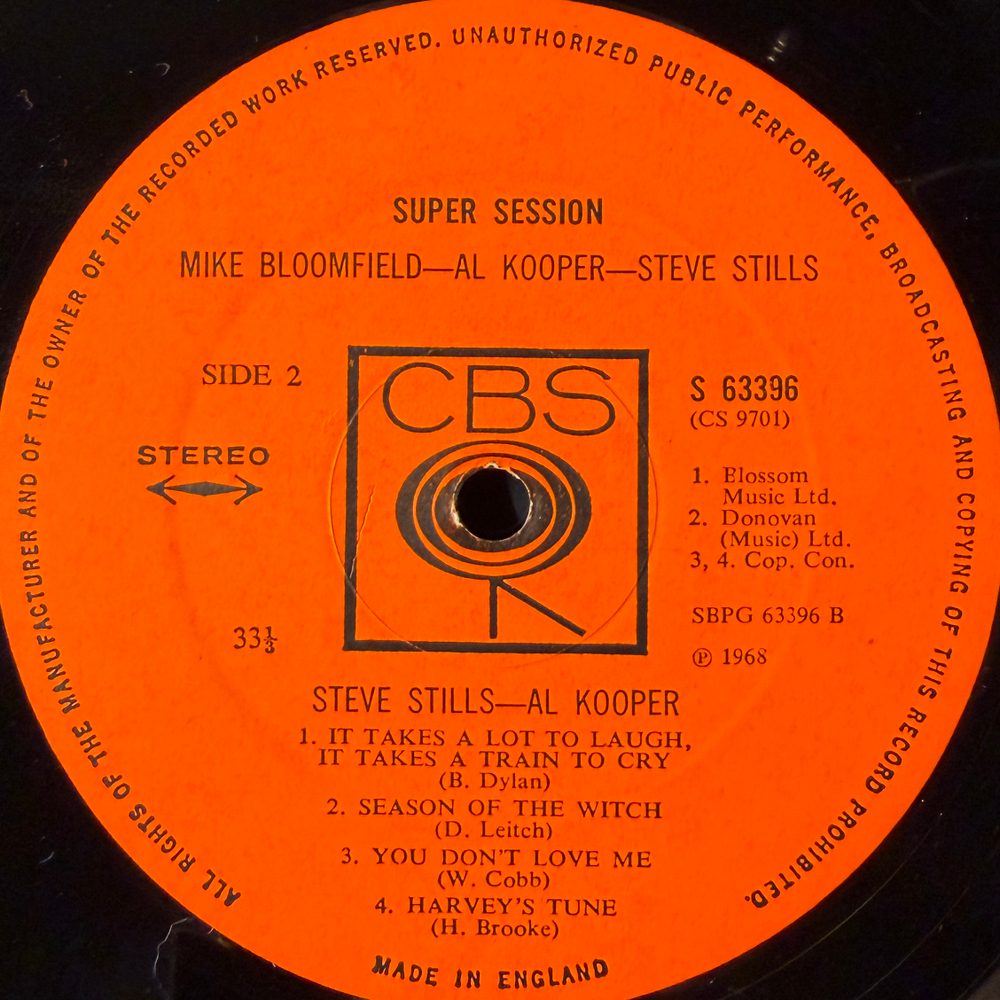 ALL RIGHTS OF THE MANUFACTURER AND OF THE OWNER OF THE RECORDED WORK RESERVED. UNAUTHORIZED PUBLIC PERFORMANCE, BROADCASTING AND COPYING OF THIS RECORD PROHIBITED.
SUPER SESSION
MIKE BLOOMFIELD—AL KOOPER—STEVE STILLS
SIDE 2
CBS
S 63396
(CS 9701)
STEREO
1. Elossom
Music Ltd.
2. Donovan
(Music) Ltd.
3, 4. Cop. Con.
SBPG 63396 B
33⅓
℗ 1968
STEVE STILLS—AL KOOPER
1. IT TAKES A LOT TO LAUGH,
IT TAKES A TRAIN TO CRY
(B. Dylan)
2. SEASON OF THE WITCH
(D. Leitch)
3. YOU DON'T LOVE ME
(W. Cobb)
4. HARVEY'S TUNE
(H. Brooke)
MADE IN ENGLAND